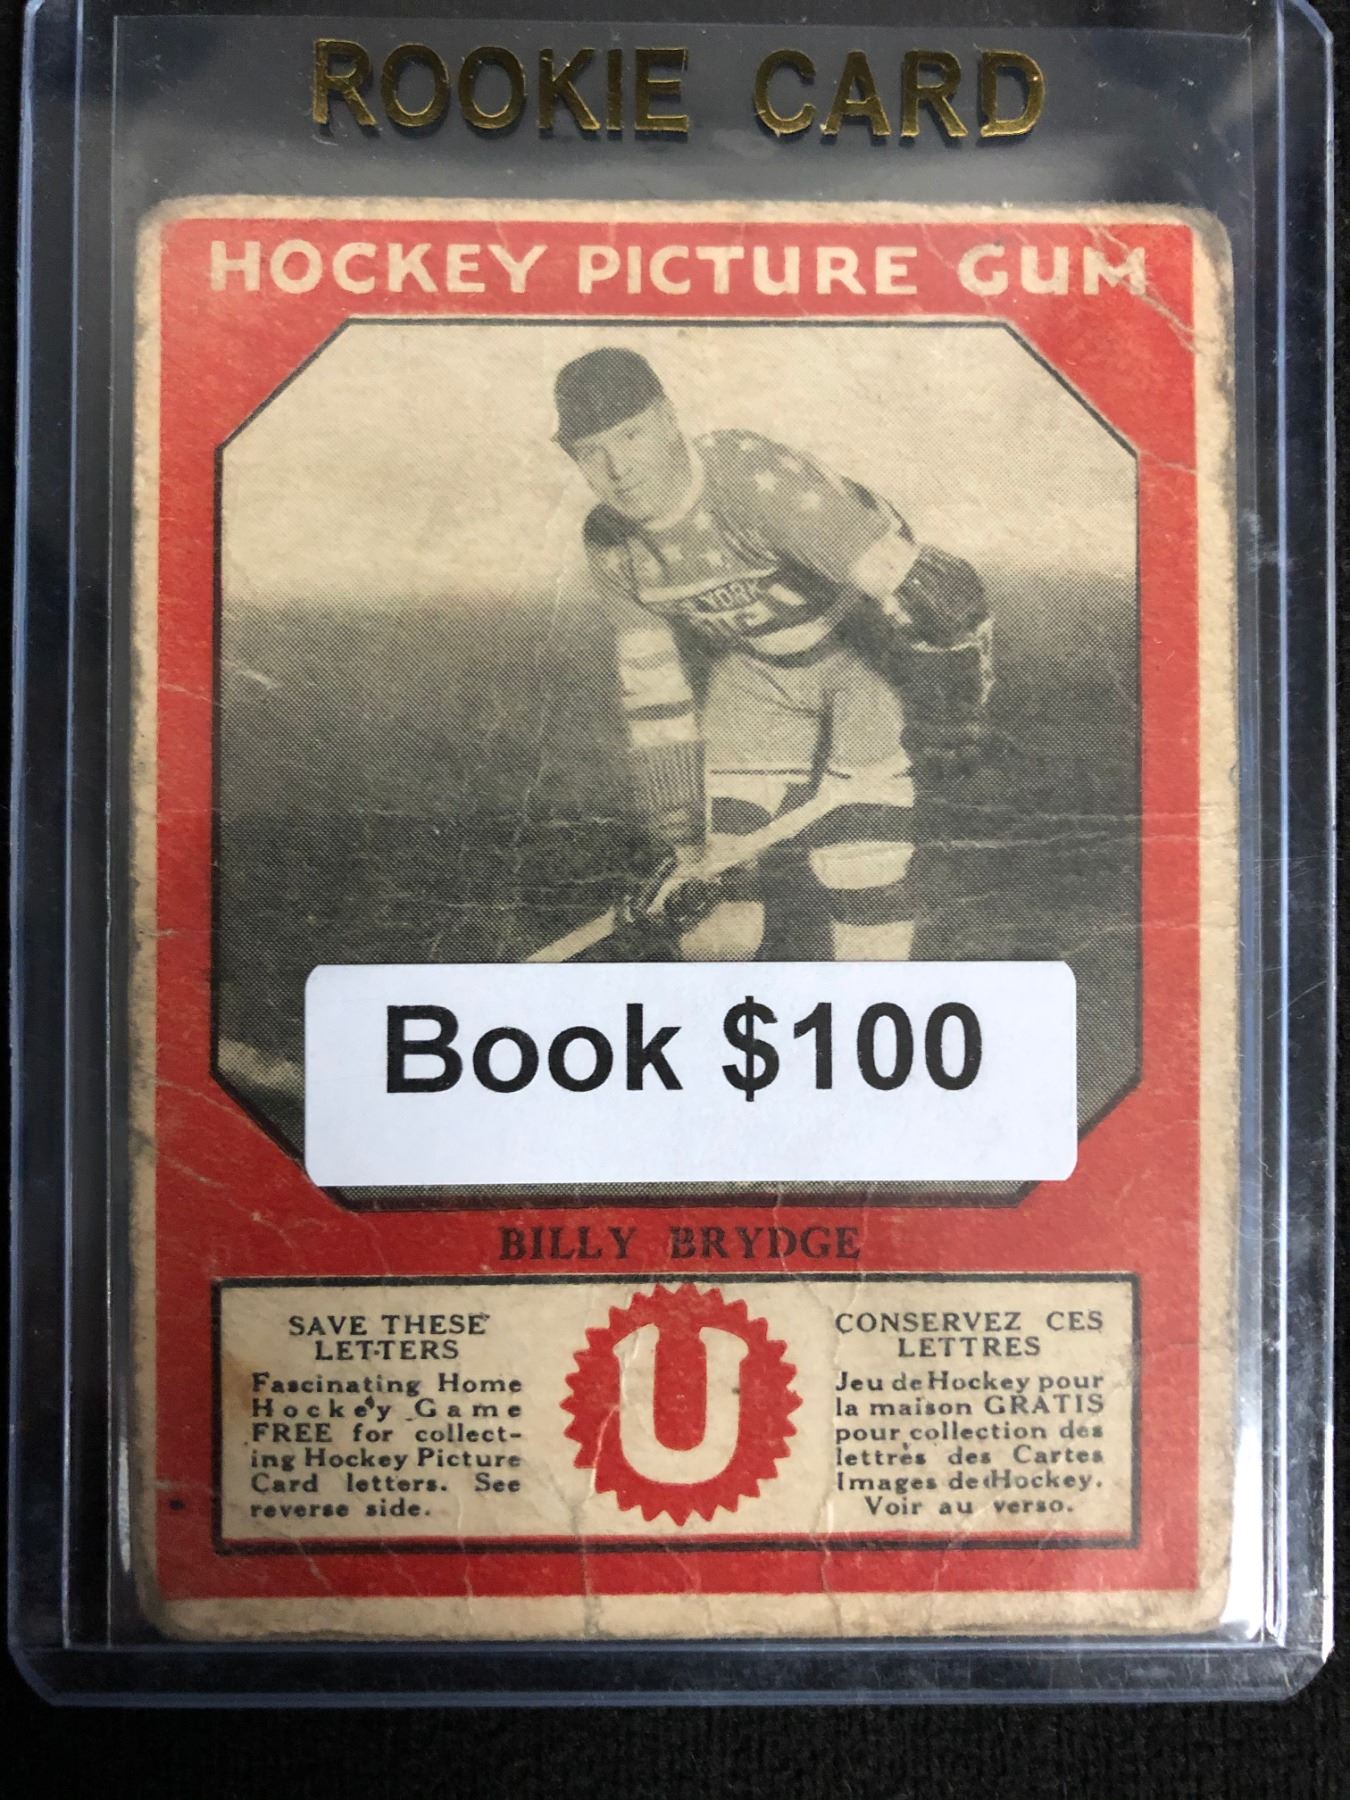 ROOKIE CARD
HOCKEY PICTURE GUM
YORK
Book $100
BILLY BRYDGE
SAVE THESE
LETTERS
Fascinating Home
Hockey Game
FREE for collect-
ing Hockey Picture
Card letters. See
reverse side.
U
CONSERVEZ CES
LETTRES
Jeu de Hockey pour
la maison GRATIS
pour collection des
lettres des Cartes
Images de Hockey.
Voir au verso.